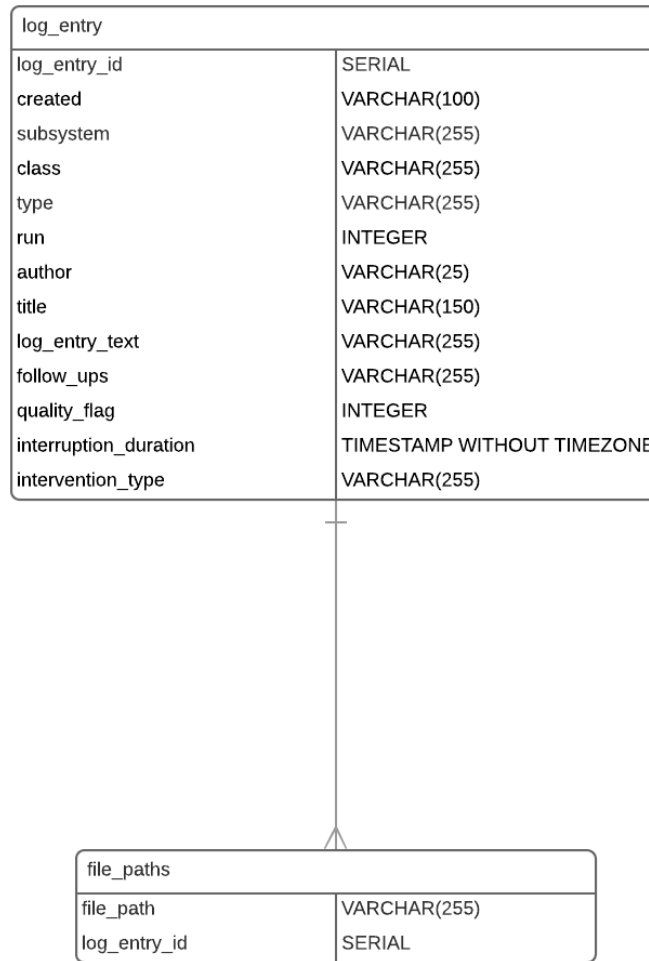 log_entry
log_entry_id SERIAL
created VARCHAR(100)
subsystem VARCHAR(255)
class VARCHAR(255)
type VARCHAR(255)
run INTEGER
author VARCHAR(25)
title VARCHAR(150)
log_entry_text VARCHAR(255)
follow_ups VARCHAR(255)
quality_flag INTEGER
interruption_duration TIMESTAMP WITHOUT TIMEZONE
intervention_type VARCHAR(255)
file_paths
file_path VARCHAR(255)
log_entry_id SERIAL